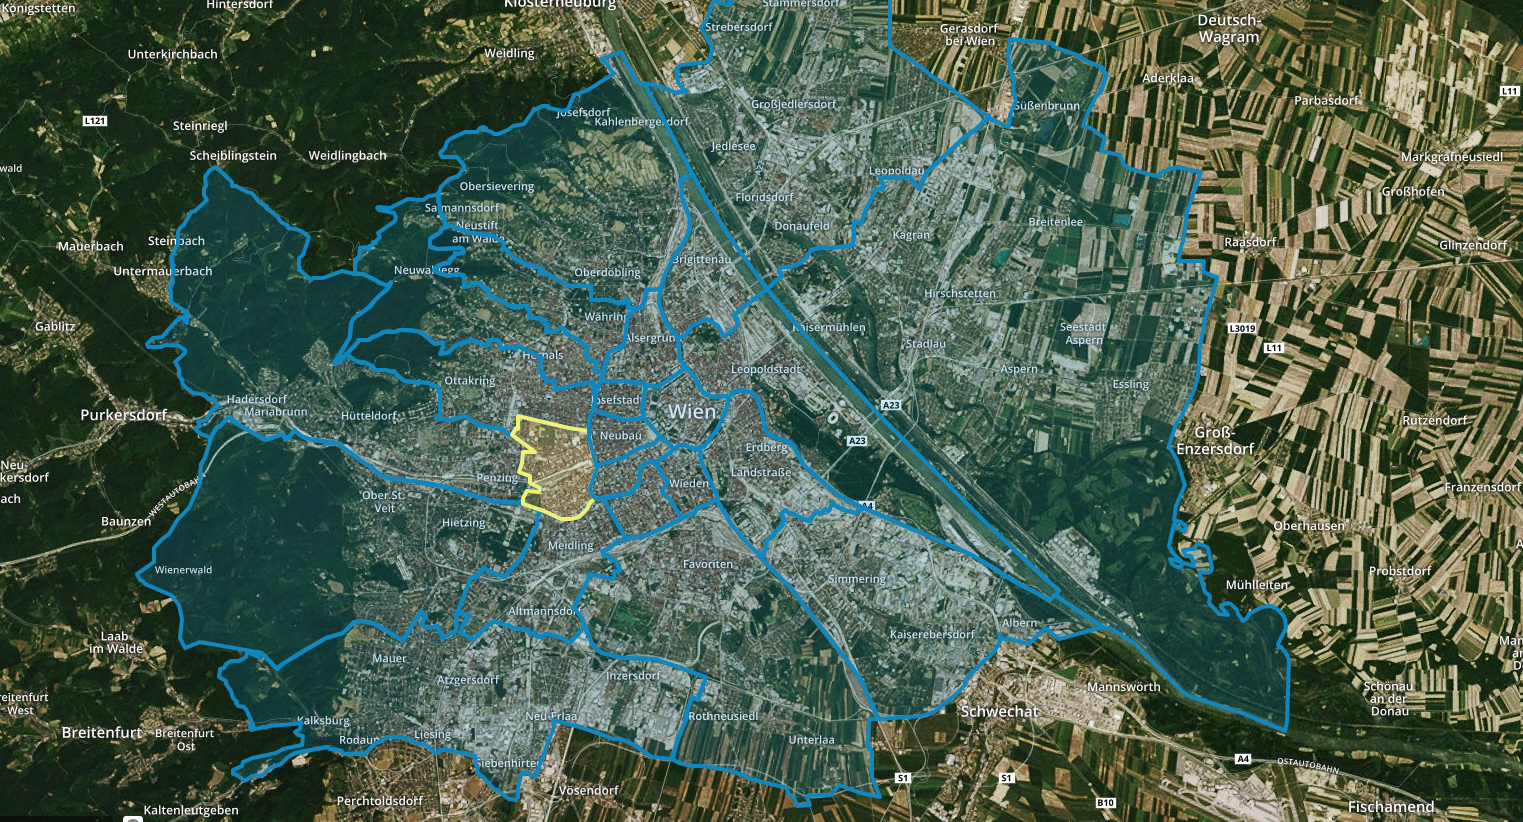 Königstetten
Hintersdorf
Klosterneuburg
Stammersdorf
Strebersdorf
Gerasdorf
bei Wien
Deutsch-
Wagram
Unterkirchbach
Weidling
Aderklaa
L11
Parbasdorf
L121
Steinriegl
Josefsdorf
Kahlenbergerdorf
Großjedlersdorf
Süßenbrunn
Scheiblingstein
Weidlingbach
Jedlesee
A22
Markgrafneusiedl
wald
Obersievering
Leopoldau
Floridsdorf
Großhofen
Salmannsdorf
Neustift
am Walde
Donaufeld
Kagran
Breitenlee
Mauerbach
Steinbach
Raasdorf
Glinzendorf
Untermauerbach
Neuwaldegg
Oberdöbling
Brigittenau
Hirschstetten
Gablitz
Währing
Alsergrund
Kaisermühlen
Stadlau
Seestadt
Aspern
L3019
L11
Hernals
Ottakring
Leopoldstadt
Aspern
Essling
Purkersdorf
Hadersdorf
Mariabrunn
Hütteldorf
Josefstadt
Wien
A23
Rutzendorf
Neubau
Erdberg
A23
Groß-
Enzersdorf
Neu-
kersdorf
Penzing
Landstraße
Wieden
Franzensdorf
ach
WESTAUTOBAHN
Ober St.
Veit
A4
Baunzen
Hietzing
Oberhausen
Meidling
Favoriten
Wienerwald
Simmering
Mühlleiten
Probstdorf
Altmannsdorf
Albern
Kaiserebersdorf
Laab
im Walde
Mauer
Atzgersdorf
Inzersdorf
Mannswörth
Schönau
an der
Donau
reitenfurt
West
Breitenfurt
Breitenfurt
Ost
Kalksburg
Neu-Erlaa
Rothneusiedl
Schwechat
Rodaun
Liesing
Unterlaa
Siebenhirten
A4
OSTAUTOBAHN
S1
S1
Vösendorf
Perchtoldsdorf
B10
Kaltenleutgeben
Fischamend